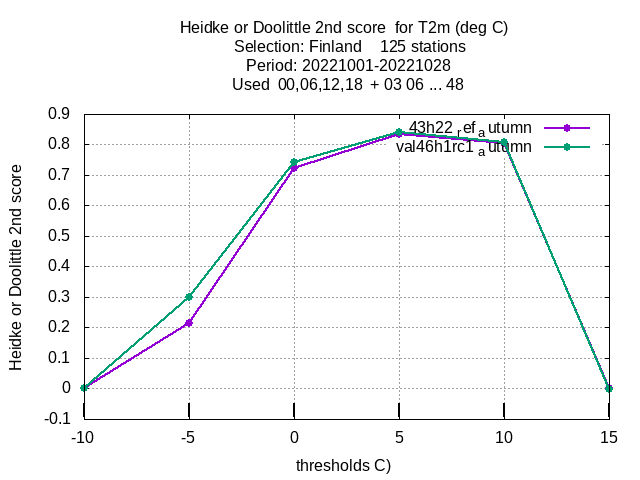 Heidke or Doolittle 2nd score  for T2m (deg C)
Selection: Finland    125 stations
Period: 20221001-20221028
Used  00,06,12,18  + 03 06 ... 48
Heidke or Doolittle 2nd score
0.9
0.8
0.7
0.6
0.5
0.4
0.3
0.2
0.1
0
-0.1
43h22_ref_autumn
val46h1rc1_autumn
-10
-5
0
5
10
15
thresholds C)